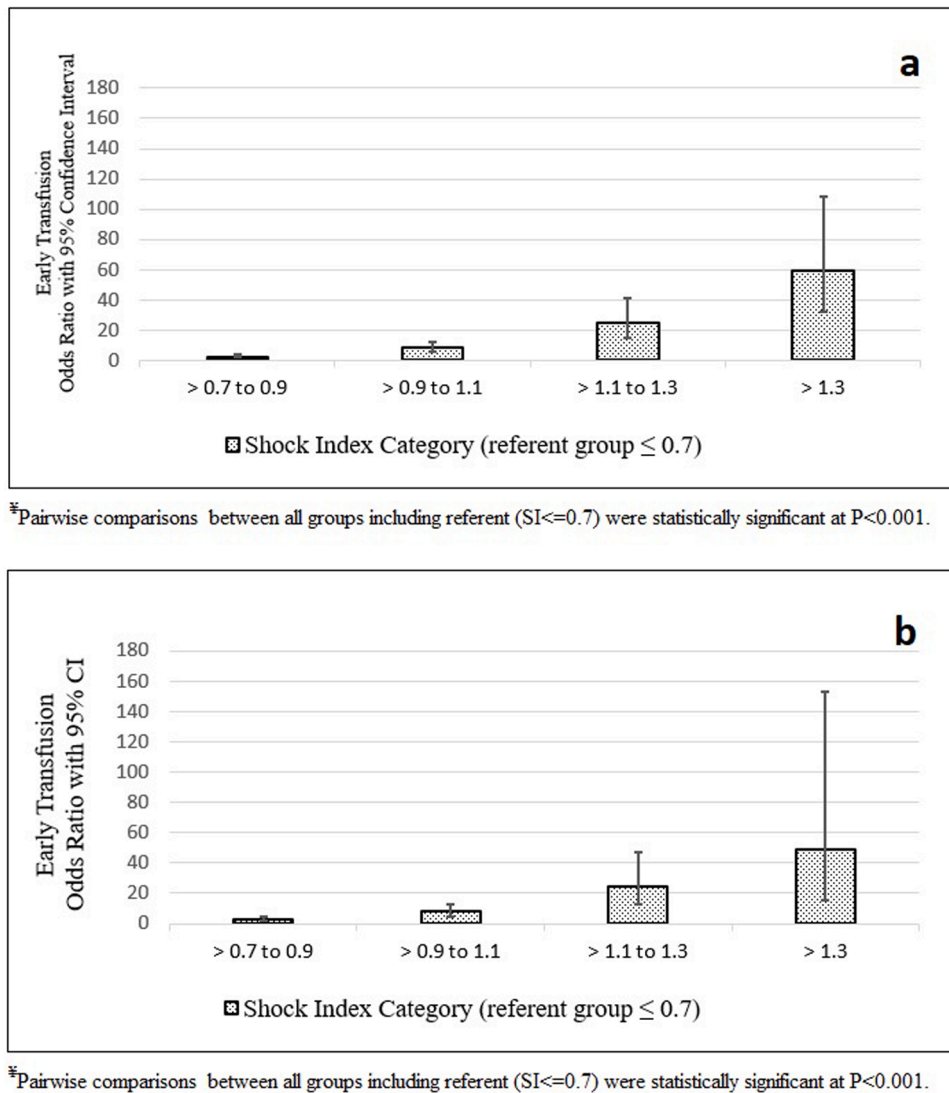 a
Early Transfusion
Odds Ratio with 95% Confidence Interval
180
160
140
120
100
80
60
40
20
0
> 0.7 to 0.9 > 0.9 to 1.1 > 1.1 to 1.3 > 1.3
Shock Index Category (referent group ≤ 0.7)
¥Pairwise comparisons between all groups including referent (SI<=0.7) were statistically significant at P<0.001.
b
Early Transfusion
Odds Ratio with 95% CI
180
160
140
120
100
80
60
40
20
0
> 0.7 to 0.9 > 0.9 to 1.1 > 1.1 to 1.3 > 1.3
Shock Index Category (referent group ≤ 0.7)
¥Pairwise comparisons between all groups including referent (SI<=0.7) were statistically significant at P<0.001.